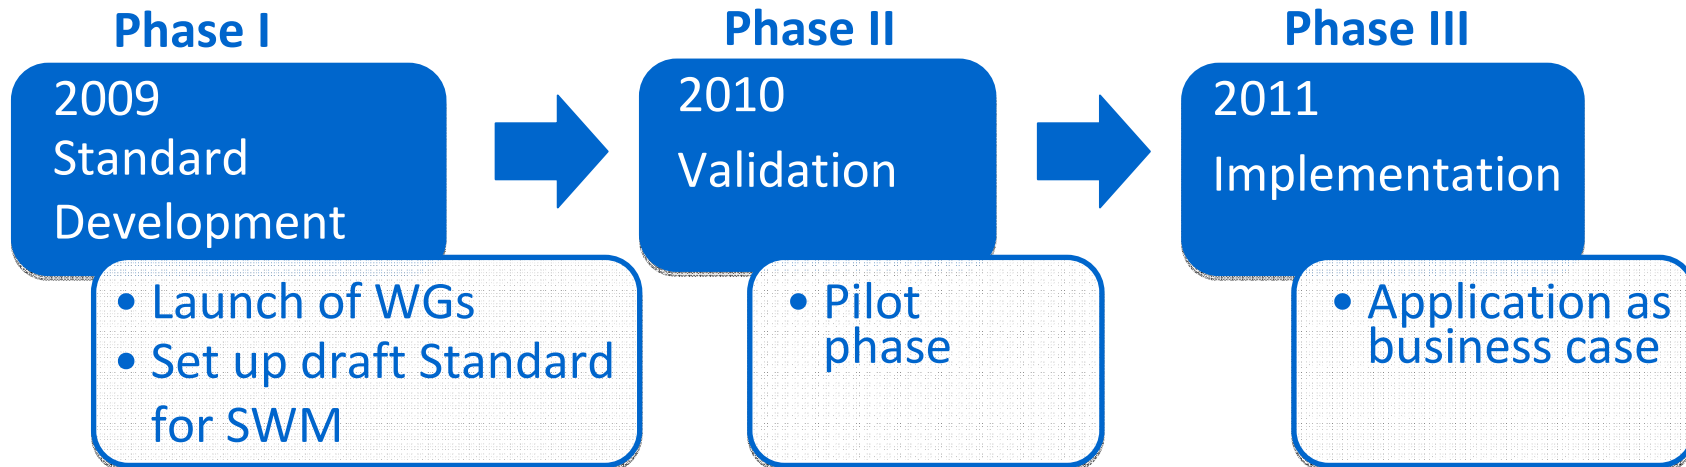 Phase I
2009
Standard
Development
• Launch of WGs
• Set up draft Standard
for SWM
Phase II
2010
Validation
• Pilot
phase
Phase III
2011
Implementation
• Application as
business case